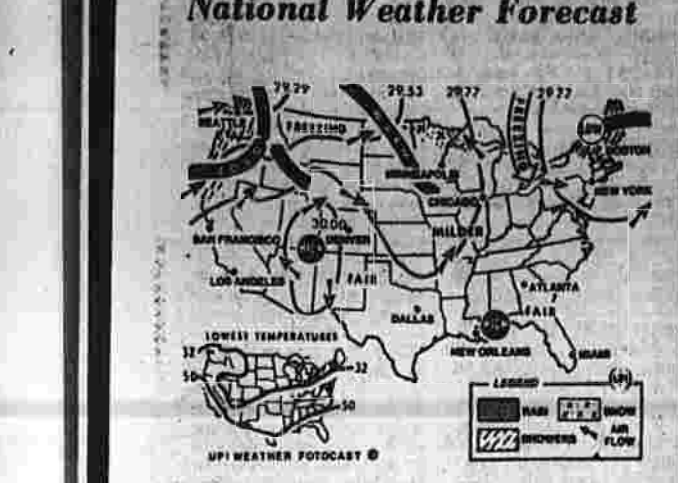 National Weather Forecast
29.29
29.53
29.77
29.77
SEATTLE
FREEZING
FREEZING
LOW
BOSTON
MINNEAPOLIS
NEW YORK
CHICAGO
30.00
SAN FRANCISCO
DENVER
MILDER
LOS ANGELES
FAIR
ATLANTA
DALLAS
FAIR
NEW ORLEANS
MIAMI
LOWEST TEMPERATURES
32
50
32
50
LEGEND
UPI
RAIN
SNOW
SHOWERS
AIR
FLOW
UPI WEATHER FOTOCAST ©